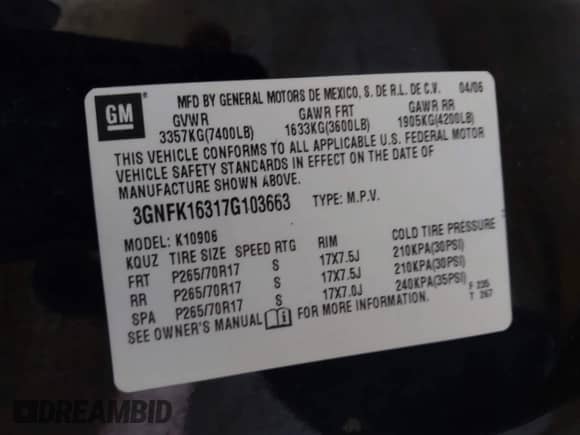 GM
MFD BY GENERAL MOTORS DE MEXICO, S. DE R.L. DE C.V. 04/06
GVWR GAWR FRT GAWR RR
3357KG(7400LB) 1633KG(3600LB) 1905KG(4200LB)
THIS VEHICLE CONFORMS TO ALL APPLICABLE U.S. FEDERAL MOTOR
VEHICLE SAFETY STANDARDS IN EFFECT ON THE DATE OF
MANUFACTURE SHOWN ABOVE.
3GNFK16317G103663 TYPE: M.P.V.
MODEL: K10906
KQUZ TIRE SIZE SPEED RTG RIM COLD TIRE PRESSURE
FRT P265/70R17 S 17X7.5J 210KPA(30PSI)
RR P265/70R17 S 17X7.5J 210KPA(30PSI)
SPA P265/70R17 S 17X7.0J 240KPA(35PSI)
SEE OWNER'S MANUAL FOR MORE INFORMATION.
F 235
T 267
DREAMBID